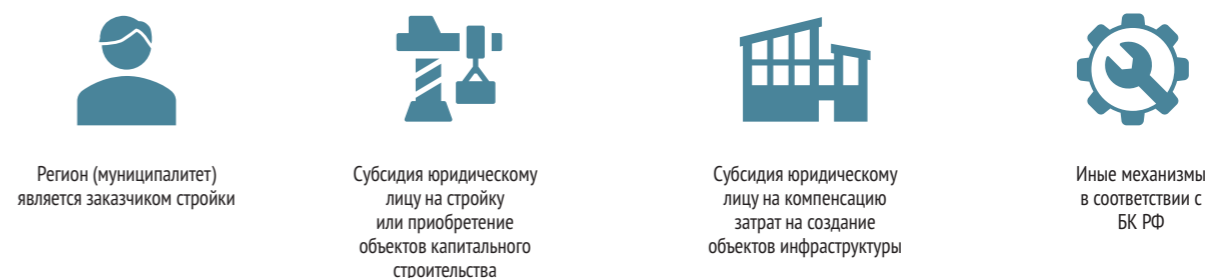 Регион (муниципалитет)
является заказчиком стройки
Субсидия юридическому
лицу на стройку
или приобретение
объектов капитального
строительства
Субсидия юридическому
лицу на компенсацию
затрат на создание
объектов инфраструктуры
Иные механизмы
в соответствии с
БК РФ